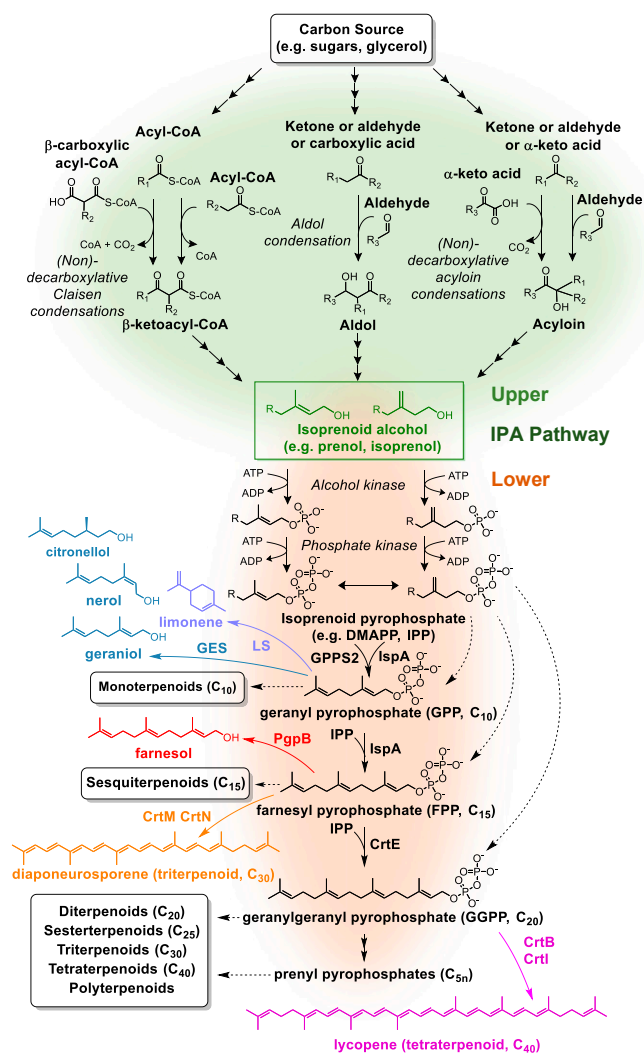 Carbon Source
(e.g. sugars, glycerol)
β-carboxylic
acyl-CoA
Acyl-CoA
Acyl-CoA
Ketone or aldehyde
or carboxylic acid
Ketone or aldehyde
or α-keto acid
α-keto acid
Aldehyde
Aldehyde
O
R1
S-CoA
O
O
HO
S-CoA
R2
O
R2
S-CoA
O
R1
R2
O
R3
O
R3
OH
O
O
R1
R2
O
R3
Aldol
condensation
CoA + CO2
CoA
CO2
(Non)-
decarboxylative
Claisen
condensations
(Non)-
decarboxylative
acyloin
condensations
O
O
R1
S-CoA
R2
HO
O
R3
R2
R1
O
R1
R3
R2
OH
β-ketoacyl-CoA
Aldol
Acyloin
R
OH
R
OH
Isoprenoid alcohol
(e.g. prenol, isoprenol)
Upper
IPA Pathway
Lower
ATP
ADP
Alcohol kinase
ATP
ADP
R
O
P
O
O-
O-
R
O
P
O
O-
O-
ATP
ADP
Phosphate kinase
ATP
ADP
R
O
P
O
O-
O
P
O
O-
O-
R
O
P
O
O-
O
P
O
O-
O-
Isoprenoid pyrophosphate
(e.g. DMAPP, IPP)
OH
citronellol
OH
nerol
limonene
OH
geraniol
GES
LS
GPPS2
IspA
Monoterpenoids (C10)
O
P
O
O-
O
P
O
O-
O-
geranyl pyrophosphate (GPP, C10)
IPP
IspA
OH
farnesol
PgpB
Sesquiterpenoids (C15)
O
P
O
O-
O
P
O
O-
O-
farnesyl pyrophosphate (FPP, C15)
CrtM CrtN
IPP
CrtE
diaponeurosporene (triterpenoid, C30)
O
P
O
O-
O
P
O
O-
O-
geranylgeranyl pyrophosphate (GGPP, C20)
Diterpenoids (C20)
Sesterterpenoids (C25)
Triterpenoids (C30)
Tetraterpenoids (C40)
Polyterpenoids
CrtB
CrtI
prenyl pyrophosphates (C5n)
lycopene (tetraterpenoid, C40)